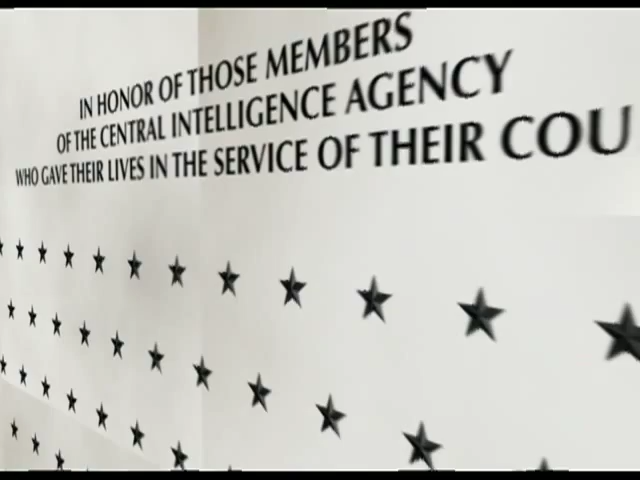 IN HONOR OF THOSE MEMBERS
OF THE CENTRAL INTELLIGENCE AGENCY
WHO GAVE THEIR LIVES IN THE SERVICE OF THEIR COU